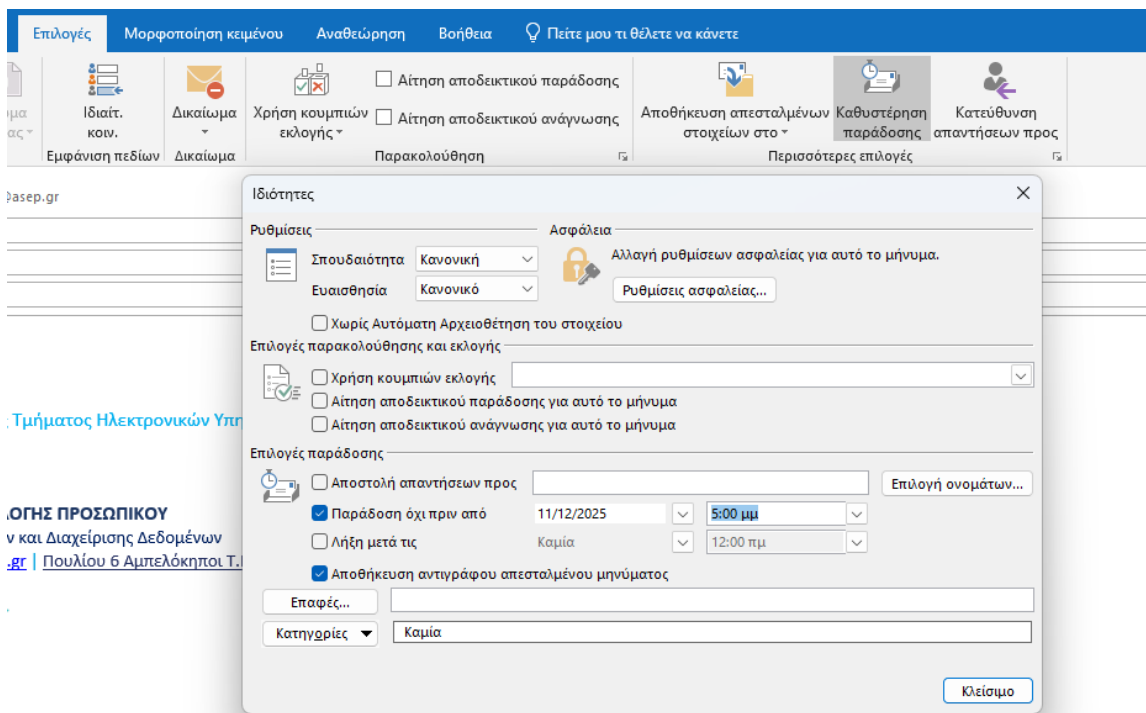 Επιλογές Μορφοποίηση κειμένου Αναθεώρηση Βοήθεια Πείτε μου τι θέλετε να κάνετε
Ιδιαίτ. κοιν.
Δικαίωμα
Χρήση κουμπιών εκλογής
Αίτηση αποδεικτικού παράδοσης
Αίτηση αποδεικτικού ανάγνωσης
Αποθήκευση απεσταλμένων στοιχείων στο
Καθυστέρηση παράδοσης
Κατεύθυνση απαντήσεων προς
Εμφάνιση πεδίων Δικαίωμα Παρακολούθηση Περισσότερες επιλογές
@asep.gr
Ιδιότητες
Ρυθμίσεις Ασφάλεια
Σπουδαιότητα Κανονική
Αλλαγή ρυθμίσεων ασφαλείας για αυτό το μήνυμα.
Ευαισθησία Κανονικό
Ρυθμίσεις ασφαλείας...
Χωρίς Αυτόματη Αρχειοθέτηση του στοιχείου
Επιλογές παρακολούθησης και εκλογής
Χρήση κουμπιών εκλογής
Αίτηση αποδεικτικού παράδοσης για αυτό το μήνυμα
Αίτηση αποδεικτικού ανάγνωσης για αυτό το μήνυμα
Επιλογές παράδοσης
Αποστολή απαντήσεων προς Επιλογή ονομάτων...
Παράδοση όχι πριν από 11/12/2025 5:00 μμ
Λήξη μετά τις Καμία 12:00 πμ
Αποθήκευση αντιγράφου απεσταλμένου μηνύματος
Επαφές...
Κατηγορίες Καμία
Κλείσιμο
Τμήματος Ηλεκτρονικών
ΠΡΟΣΩΠΙΚΟΥ
και Διαχείρισης Δεδομένων
.gr | Πουλίου 6 Αμπελόκηποι Τ.